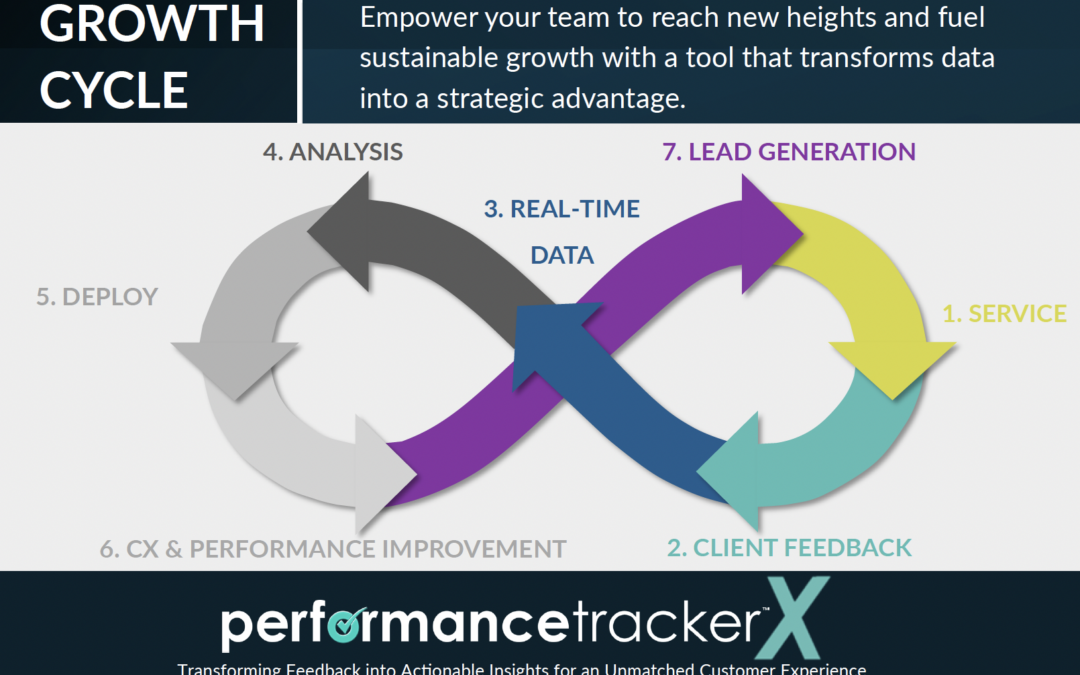 GROWTH
CYCLE
Empower your team to reach new heights and fuel
sustainable growth with a tool that transforms data
into a strategic advantage.
4. ANALYSIS
7. LEAD GENERATION
3. REAL-TIME
DATA
5. DEPLOY
1. SERVICE
6. CX & PERFORMANCE IMPROVEMENT
2. CLIENT FEEDBACK
performancetracker™X
Transforming Feedback into Actionable Insights for an Unmatched Customer Experience